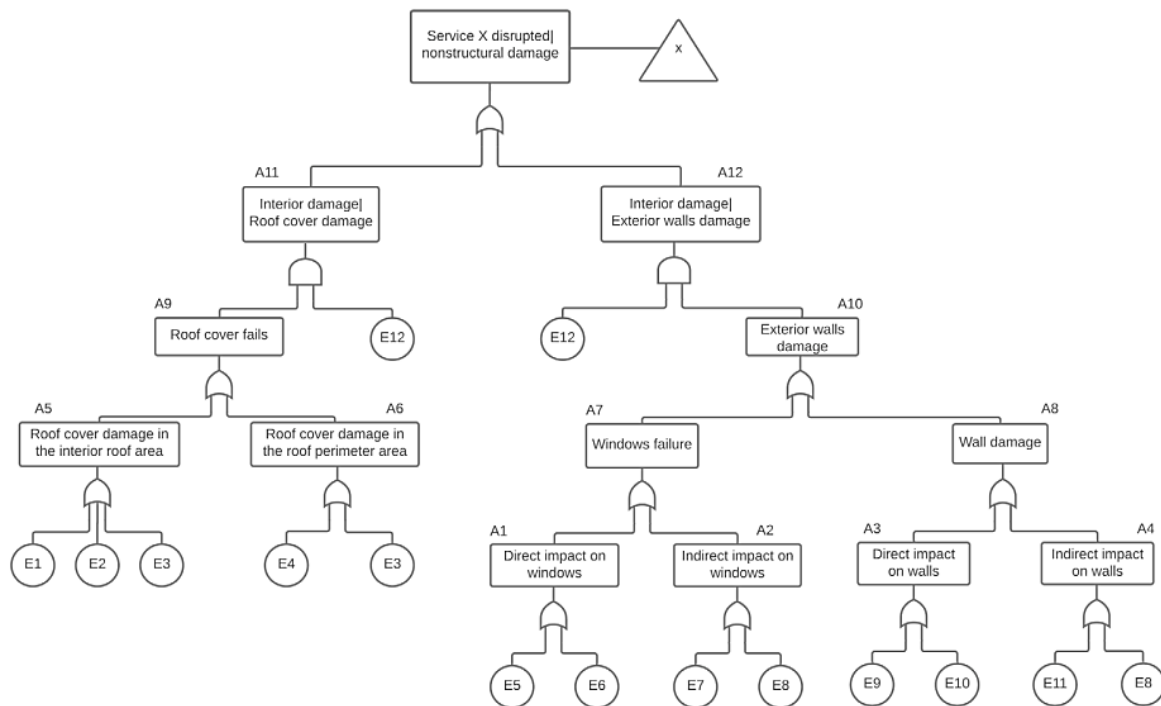 Service X disrupted|
nonstructural damage
x
A11
A12
Interior damage|
Roof cover damage
Interior damage|
Exterior walls damage
A9
A10
Roof cover fails
E12
E12
Exterior walls
damage
A5
A6
A7
A8
Roof cover damage in
the interior roof area
Roof cover damage in
the roof perimeter area
Windows failure
Wall damage
A1
A2
A3
A4
Direct impact on
windows
Indirect impact on
windows
Direct impact
on walls
Indirect impact
on walls
E1
E2
E3
E4
E3
E5
E6
E7
E8
E9
E10
E11
E8